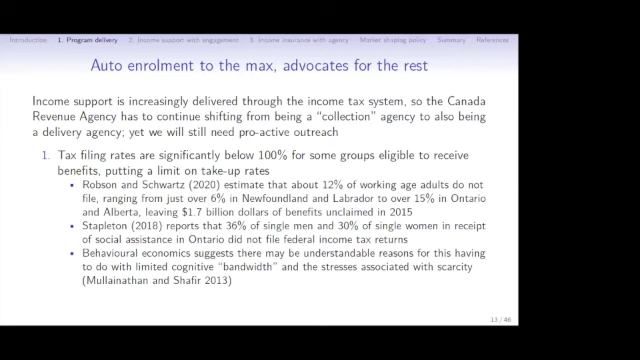 Introduction 1. Program delivery 2. Income support with engagement 3. Income insurance with agency Market shaping policy Summary References
Auto enrolment to the max, advocates for the rest
Income support is increasingly delivered through the income tax system, so the Canada
Revenue Agency has to continue shifting from being a “collection” agency to also being
a delivery agency; yet we will still need pro-active outreach
1. Tax filing rates are significantly below 100% for some groups eligible to receive
benefits, putting a limit on take-up rates
• Robson and Schwartz (2020) estimate that about 12% of working age adults do not
file, ranging from just over 6% in Newfoundland and Labrador to over 15% in Ontario
and Alberta, leaving $1.7 billion dollars of benefits unclaimed in 2015
• Stapleton (2018) reports that 36% of single men and 30% of single women in receipt
of social assistance in Ontario did not file federal income tax returns
• Behavioural economics suggests there may be understandable reasons for this having
to do with limited cognitive “bandwidth” and the stresses associated with scarcity
(Mullainathan and Shafir 2013)
13 / 46